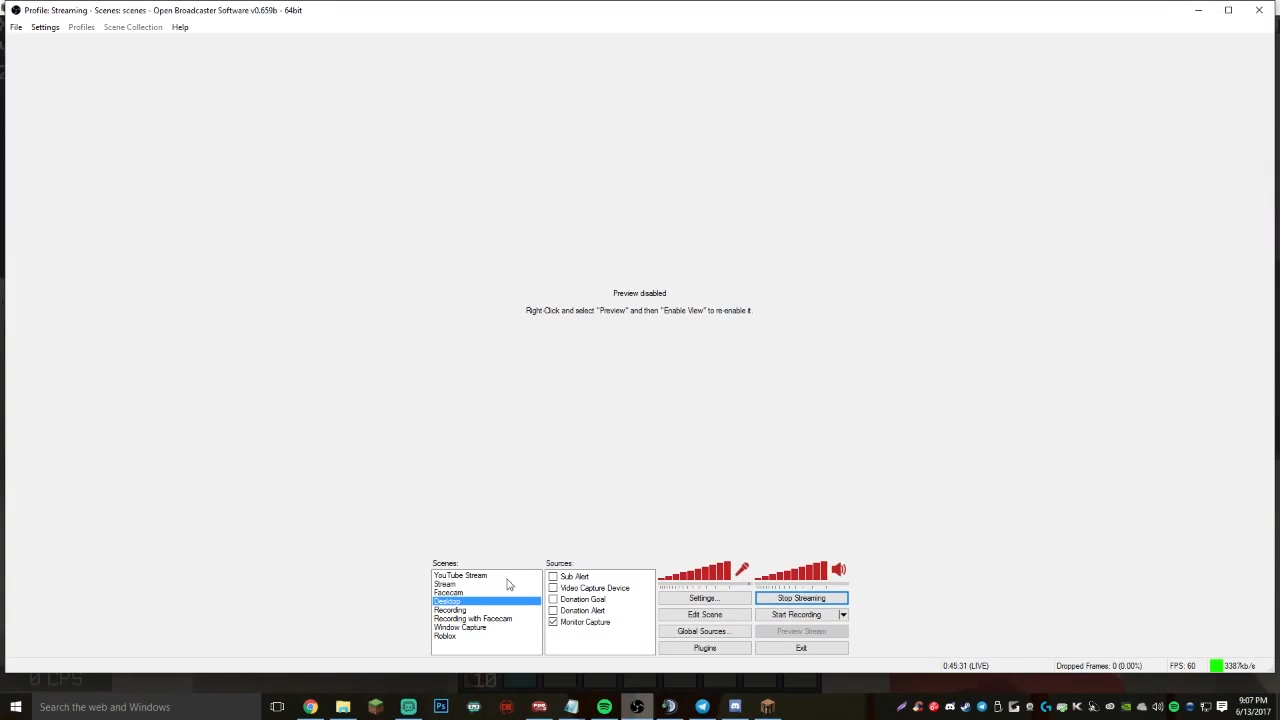 Profile: Streaming - Scenes: scenes - Open Broadcaster Software v0.659b - 64bit
File Settings Profiles Scene Collection Help
Preview disabled
Right-Click and select "Preview" and then "Enable View" to re-enable it.
Scenes:
YouTube Stream
Stream
Facecam
Desktop
Recording
Recording with Facecam
Window Capture
Roblox
Sources:
Sub Alert
Video Capture Device
Donation Goal
Donation Alert
Monitor Capture
Settings... Stop Streaming
Edit Scene Start Recording
Global Sources... Preview Stream
Plugins Exit
0:45:31 (LIVE) Dropped Frames: 0 (0.00%) FPS: 60 3387kb/s
0 CPS
10
Search the web and Windows
Ps
9:07 PM
6/13/2017